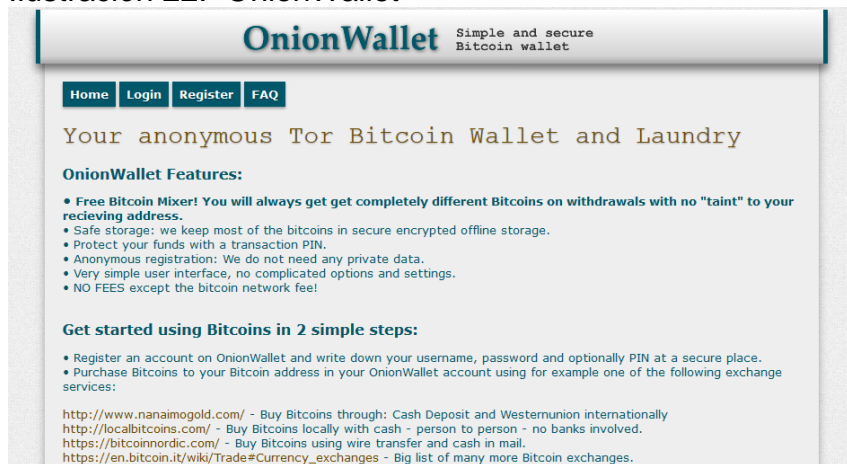 OnionWallet Simple and secure
Bitcoin wallet
Home Login Register FAQ
Your anonymous Tor Bitcoin Wallet and Laundry
OnionWallet Features:
• Free Bitcoin Mixer! You will always get get completely different Bitcoins on withdrawals with no "taint" to your
recieving address.
• Safe storage: we keep most of the bitcoins in secure encrypted offline storage.
• Protect your funds with a transaction PIN.
• Anonymous registration: We do not need any private data.
• Very simple user interface, no complicated options and settings.
• NO FEES except the bitcoin network fee!
Get started using Bitcoins in 2 simple steps:
• Register an account on OnionWallet and write down your username, password and optionally PIN at a secure place.
• Purchase Bitcoins to your Bitcoin address in your OnionWallet account using for example one of the following exchange
services:
http://www.nanaimogold.com/ - Buy Bitcoins through: Cash Deposit and Westernunion internationally
http://localbitcoins.com/ - Buy Bitcoins locally with cash - person to person - no banks involved.
https://bitcoinnordic.com/ - Buy Bitcoins using wire transfer and cash in mail.
https://en.bitcoin.it/wiki/Trade#Currency_exchanges - Big list of many more Bitcoin exchanges.